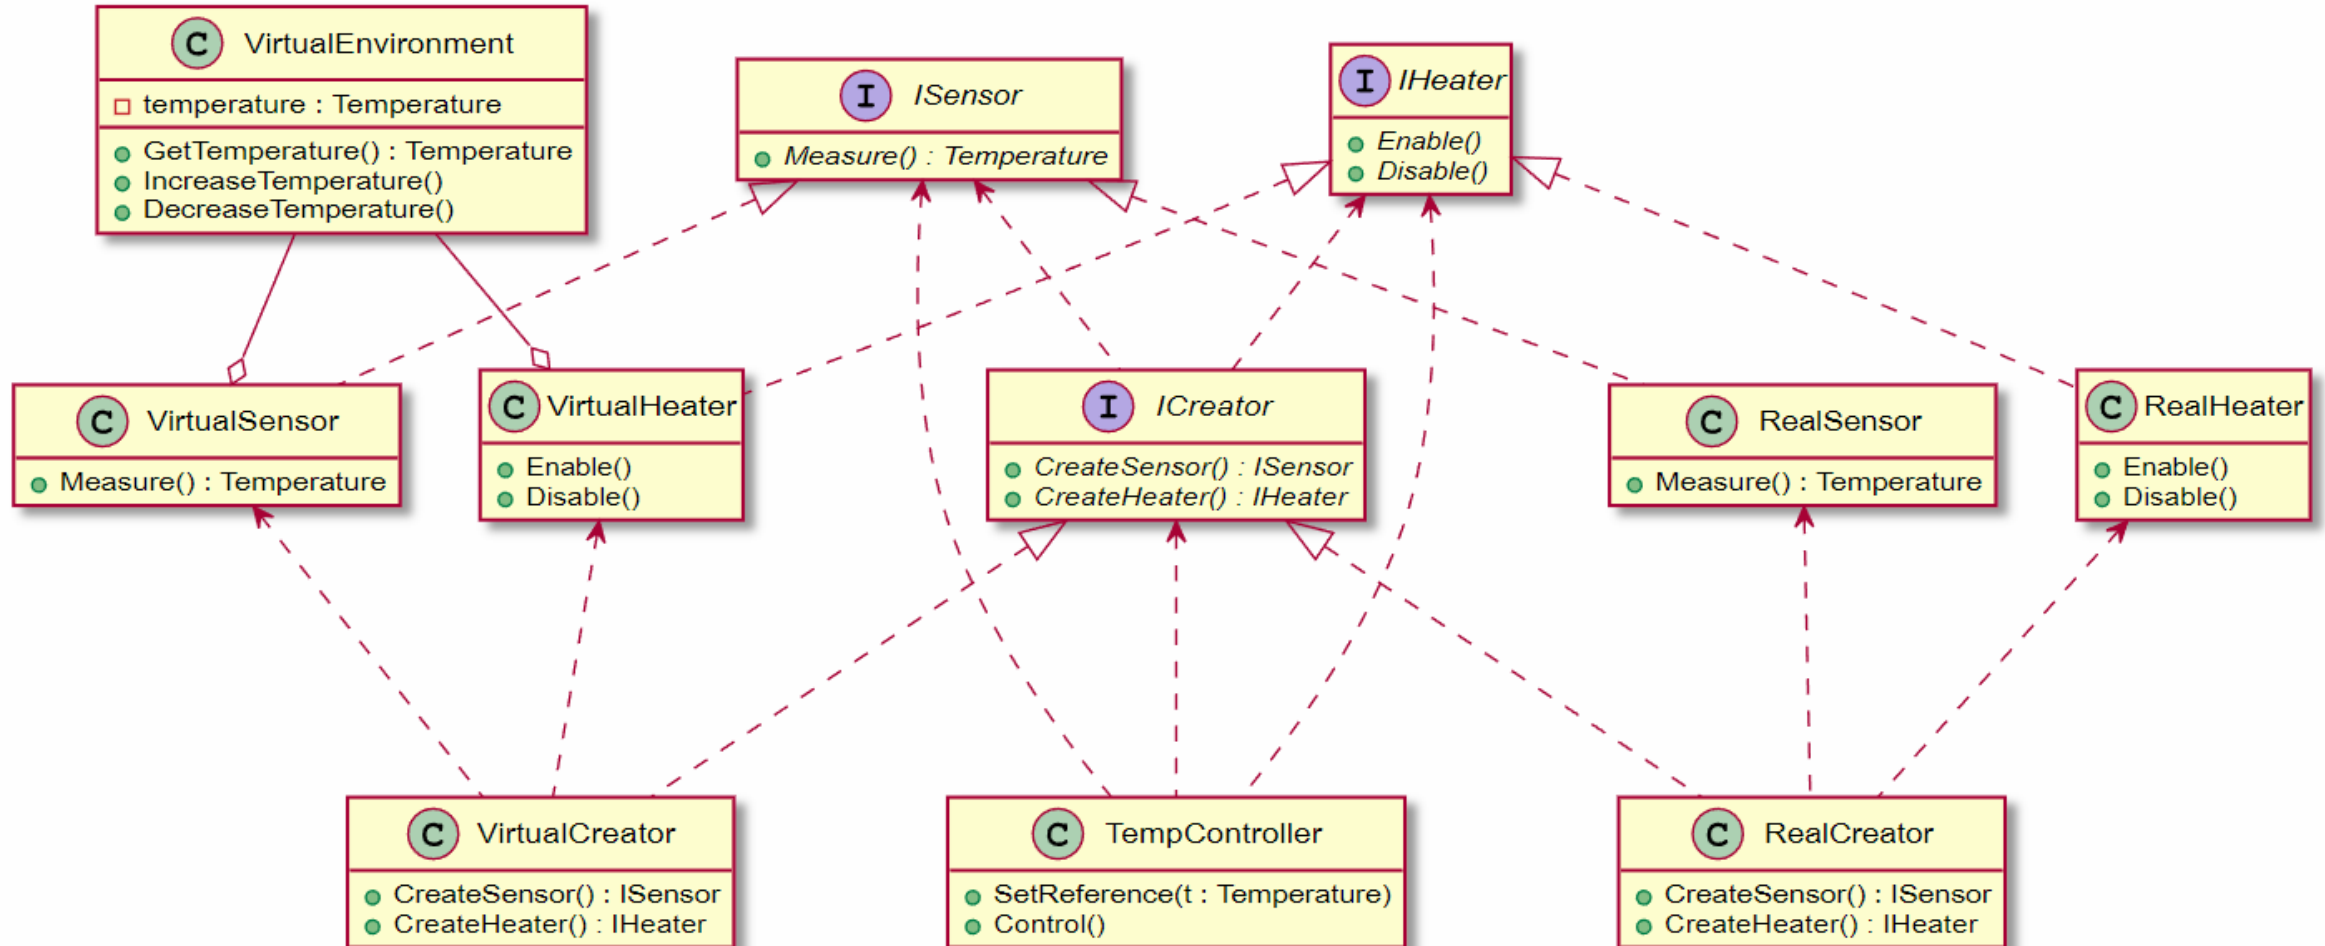 C VirtualEnvironment
temperature : Temperature
GetTemperature() : Temperature
IncreaseTemperature()
DecreaseTemperature()
I ISensor
Measure() : Temperature
I IHeater
Enable()
Disable()
C VirtualSensor
Measure() : Temperature
C VirtualHeater
Enable()
Disable()
I ICreator
CreateSensor() : ISensor
CreateHeater() : IHeater
C RealSensor
Measure() : Temperature
C RealHeater
Enable()
Disable()
C VirtualCreator
CreateSensor() : ISensor
CreateHeater() : IHeater
C TempController
SetReference(t : Temperature)
Control()
C RealCreator
CreateSensor() : ISensor
CreateHeater() : IHeater